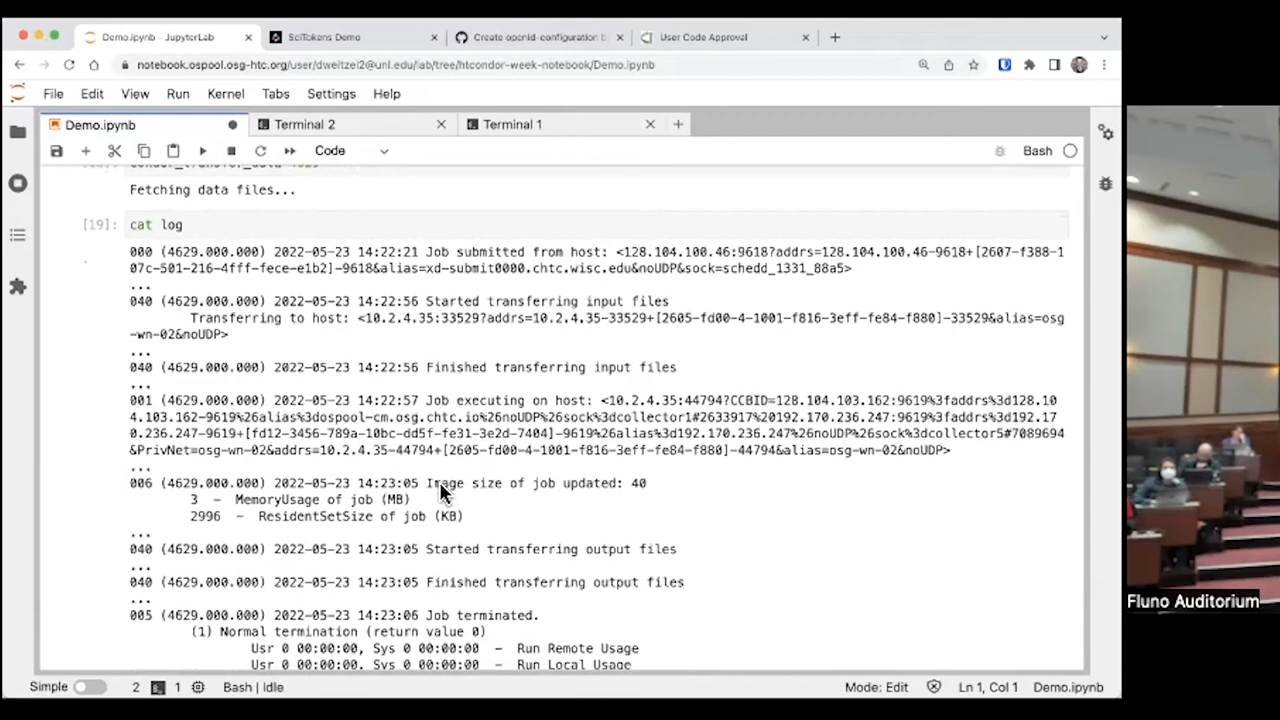 Demo.ipynb - JupyterLab
SciTokens Demo
Create openid-configuration b
User Code Approval
notebook.ospool.osg-htc.org/user/dweitzel2@unl.edu/lab/tree/htcondor-week-notebook/Demo.ipynb
File Edit View Run Kernel Tabs Settings Help
Demo.ipynb
Terminal 2
Terminal 1
Code
Bash
Fetching data files...
[19]: cat log
000 (4629.000.000) 2022-05-23 14:22:21 Job submitted from host: <128.104.100.46:9618?addrs=128.104.100.46-9618+[2607-f388-1
07c-501-216-4fff-fece-e1b2]-9618&alias=xd-submit0000.chtc.wisc.edu&noUDP&sock=schedd_1331_88a5>
...
040 (4629.000.000) 2022-05-23 14:22:56 Started transferring input files
Transferring to host: <10.2.4.35:33529?addrs=10.2.4.35-33529+[2605-fd00-4-1001-f816-3eff-fe84-f880]-33529&alias=osg
-wn-02&noUDP>
...
040 (4629.000.000) 2022-05-23 14:22:56 Finished transferring input files
...
001 (4629.000.000) 2022-05-23 14:22:57 Job executing on host: <10.2.4.35:44794?CCBID=128.104.103.162:9619%3faddrs%3d128.10
4.103.162-9619%26alias%3dospool-cm.osg.chtc.io%26noUDP%26sock%3dcollector1#2633917%20192.170.236.247:9619%3faddrs%3d192.17
0.236.247-9619+[fd12-3456-789a-10bc-dd5f-fe31-3e2d-7404]-9619%26alias%3d192.170.236.247%26noUDP%26sock%3dcollector5#7089694
&PrivNet=osg-wn-02&addrs=10.2.4.35-44794+[2605-fd00-4-1001-f816-3eff-fe84-f880]-44794&alias=osg-wn-02&noUDP>
...
006 (4629.000.000) 2022-05-23 14:23:05 Image size of job updated: 40
3 - MemoryUsage of job (MB)
2996 - ResidentSetSize of job (KB)
...
040 (4629.000.000) 2022-05-23 14:23:05 Started transferring output files
...
040 (4629.000.000) 2022-05-23 14:23:05 Finished transferring output files
...
005 (4629.000.000) 2022-05-23 14:23:06 Job terminated.
(1) Normal termination (return value 0)
Usr 0 00:00:00, Sys 0 00:00:00 - Run Remote Usage
Usr 0 00:00:00, Sys 0 00:00:00 - Run Local Usage
Simple 2 1 Bash | Idle Mode: Edit Ln 1, Col 1 Demo.ipynb
Fluno Auditorium